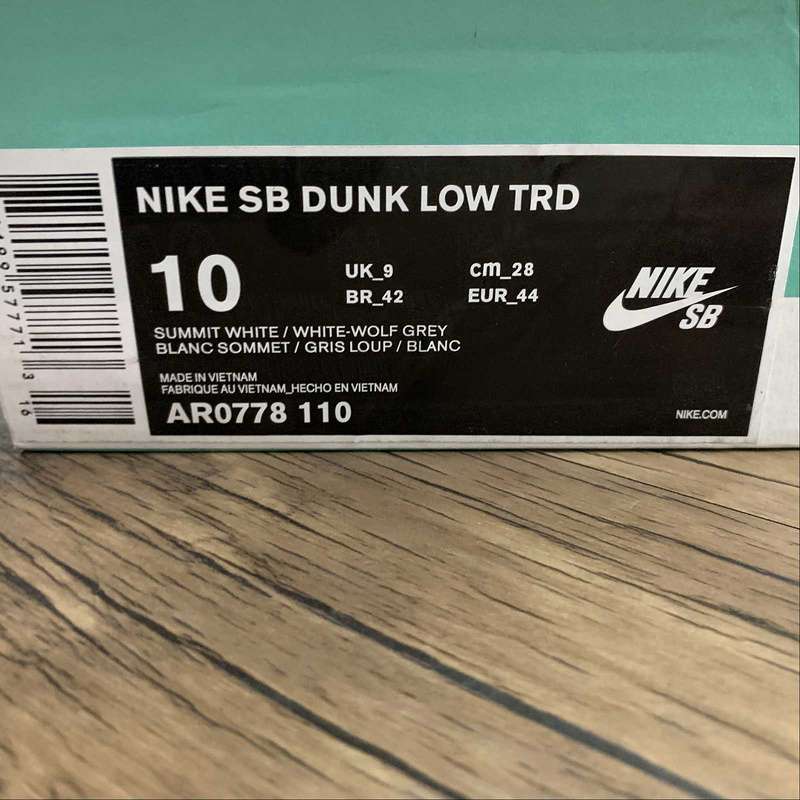 NIKE SB DUNK LOW TRD
10
UK_9 cm_28
BR_42 EUR_44
SUMMIT WHITE / WHITE-WOLF GREY
BLANC SOMMET / GRIS LOUP / BLANC
MADE IN VIETNAM
FABRIQUE AU VIETNAM_HECHO EN VIETNAM
AR0778 110
NIKE
SB
NIKE.COM